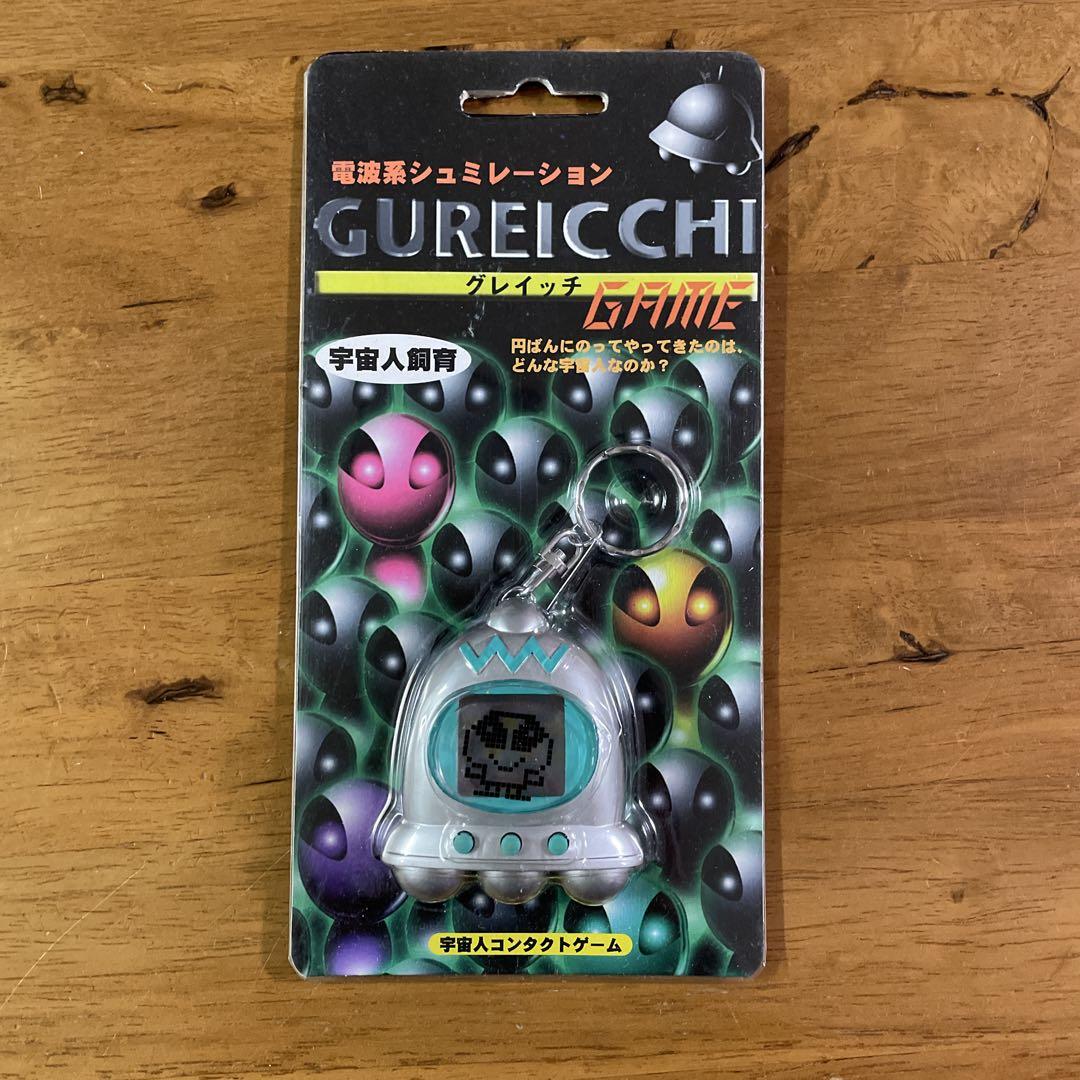 電波系シュミレーション
GUREICCHI
グレイッチ
GAME
宇宙人飼育
円ばんにのってやってきたのは、
どんな宇宙人なのか?
宇宙人コンタクトゲーム